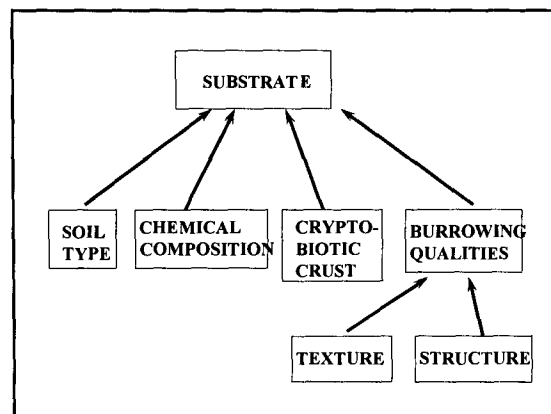 SUBSTRATE
SOIL
TYPE
CHEMICAL
COMPOSITION
CRYPTO-
BIOTIC
CRUST
BURROWING
QUALITIES
TEXTURE
STRUCTURE